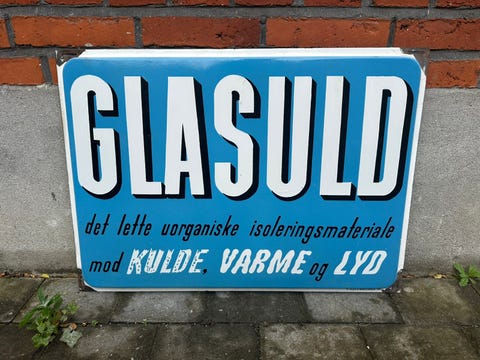 GLASULD
det lette uorganiske isoleringsmateriale
mod KULDE, VARME og LYD